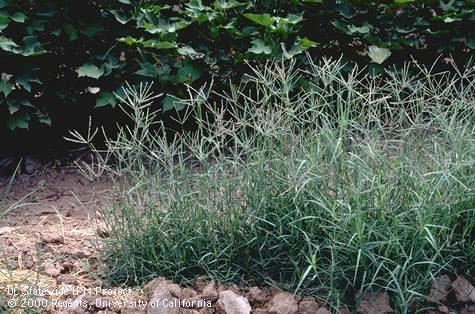 UC Statewide IPM Project
© 2000 Regents, University of California